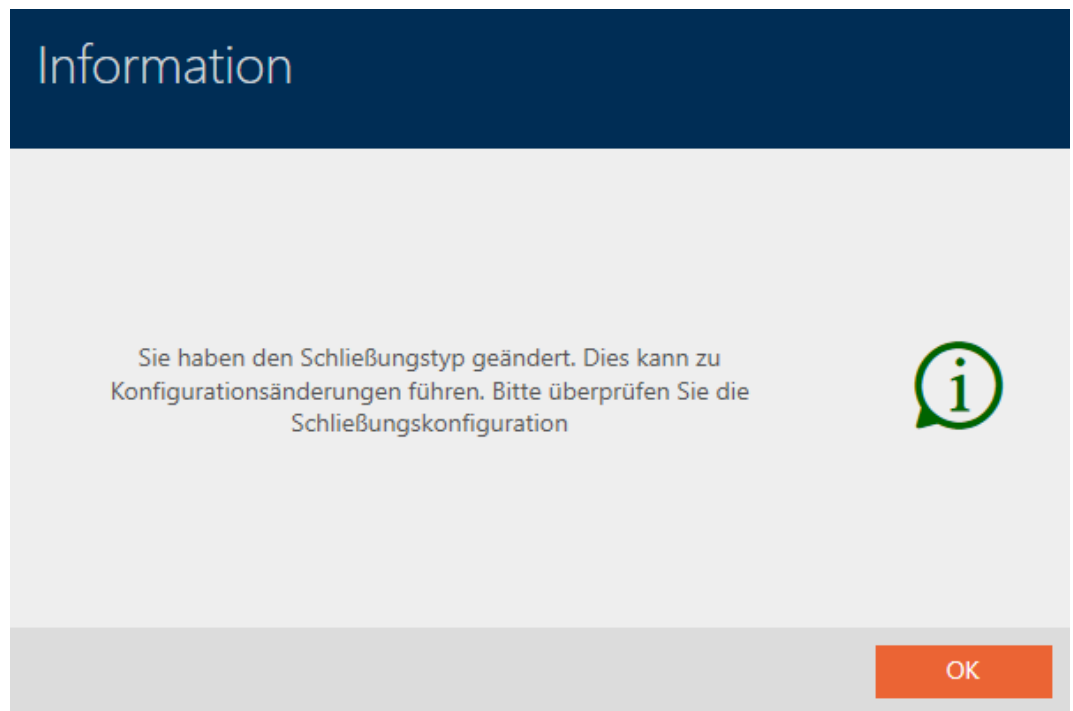 Information
Sie haben den Schließungstyp geändert. Dies kann zu
Konfigurationsänderungen führen. Bitte überprüfen Sie die
Schließungskonfiguration
OK